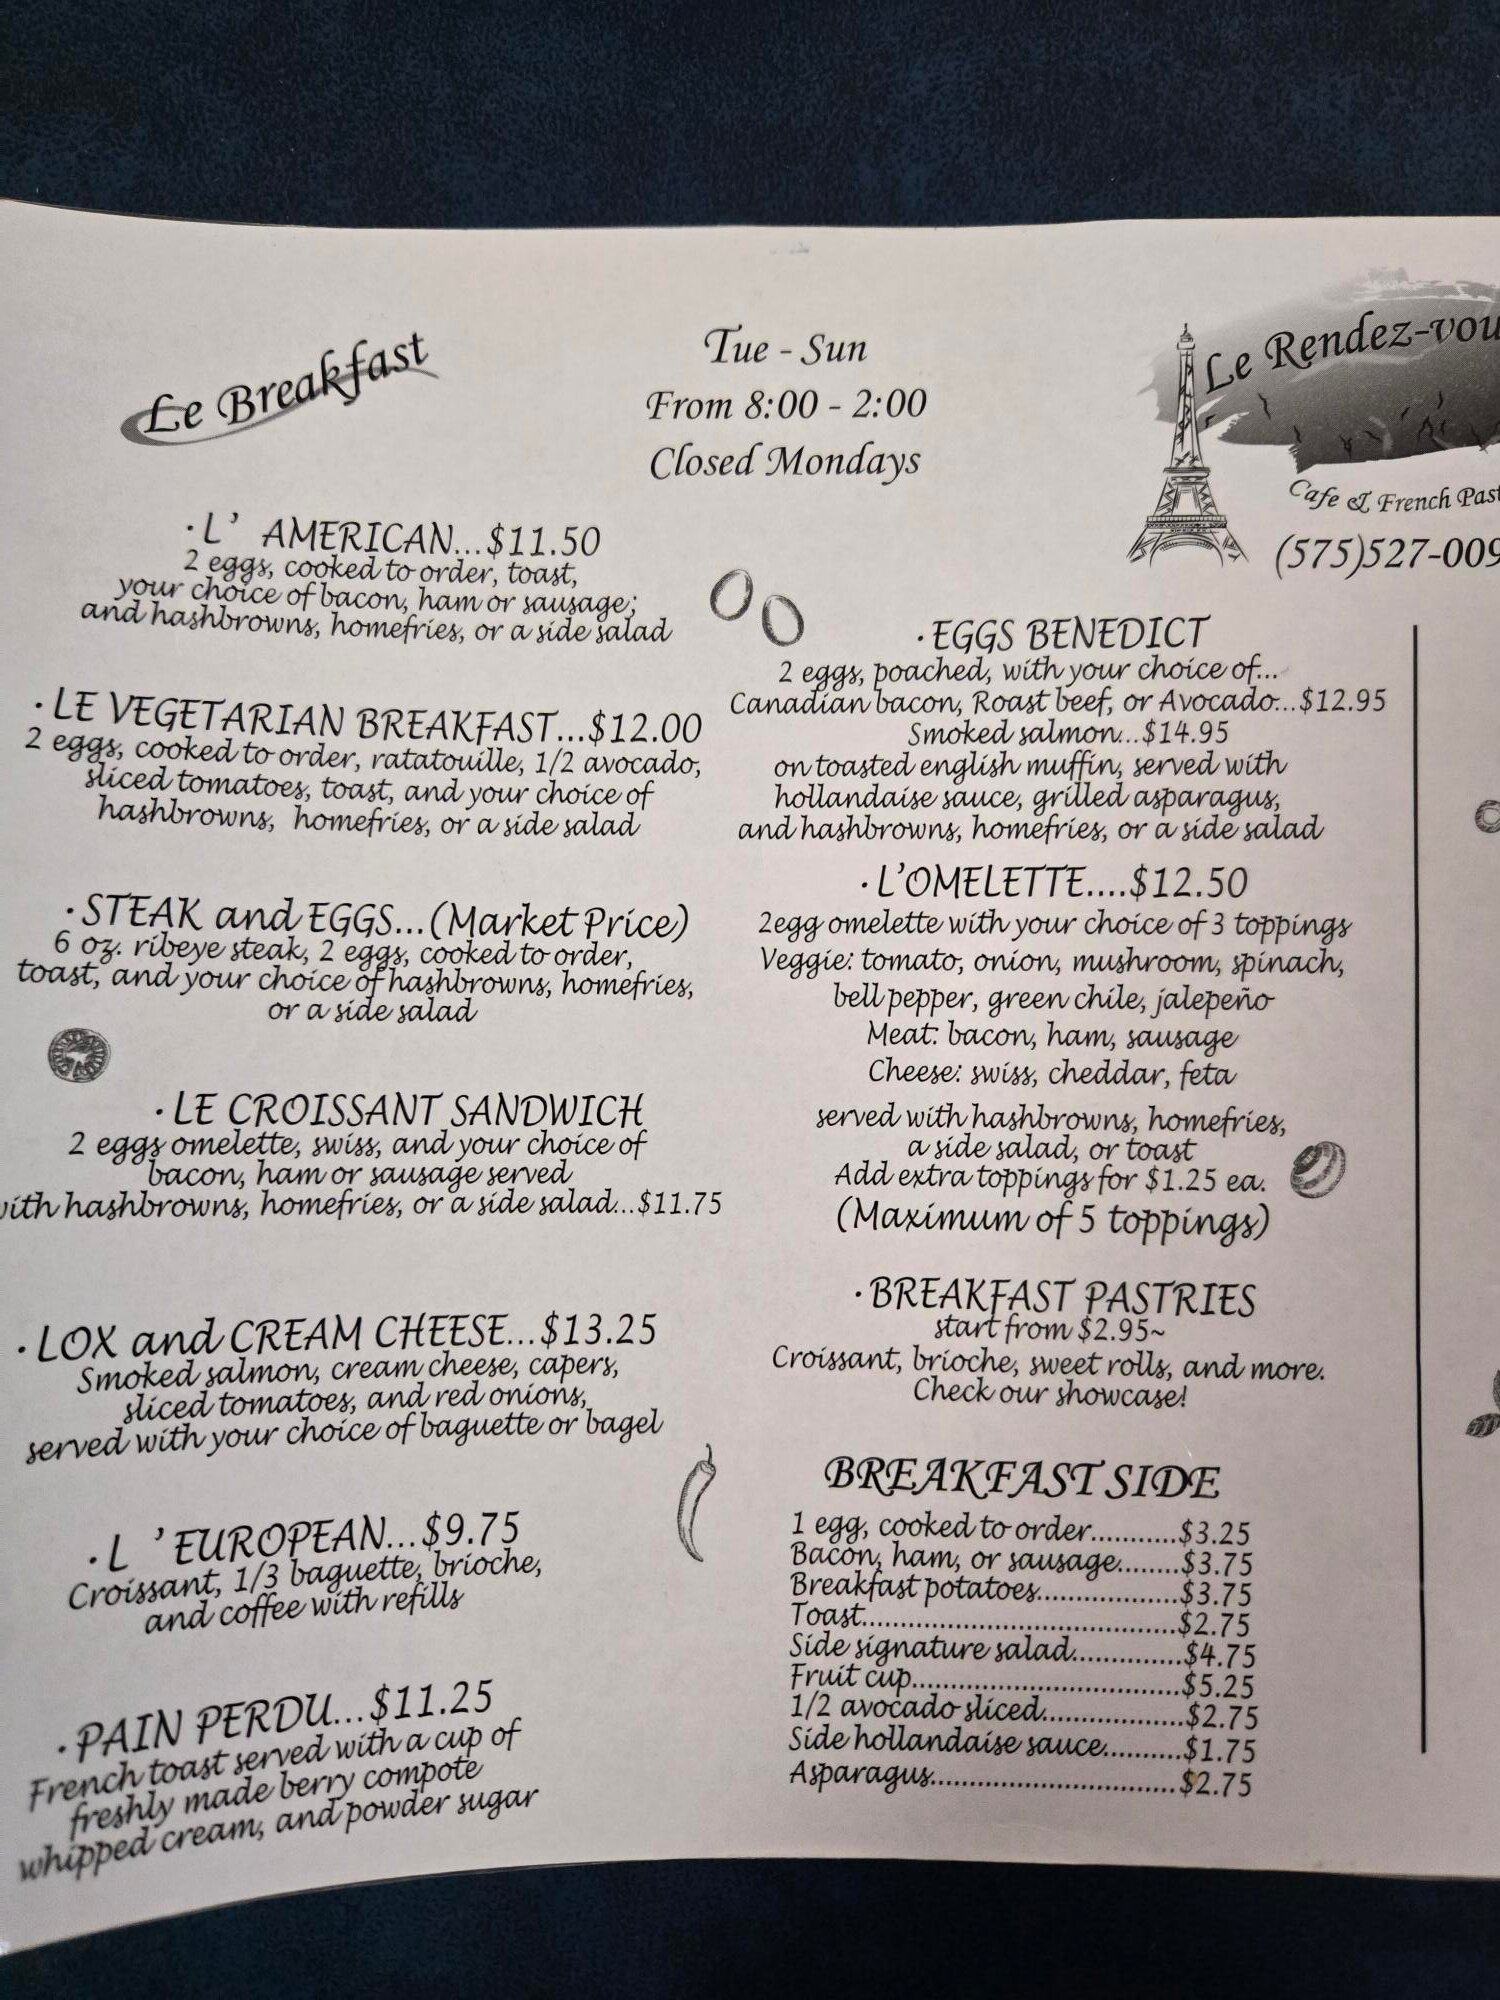 Le Breakfast
Tue - Sun
From 8:00 - 2:00
Closed Mondays
Le Rendez-vou
Cafe & French Past
(575)527-009
· L' AMERICAN...$11.50
2 eggs, cooked to order, toast,
your choice of bacon, ham or sausage;
and hashbrowns, homefries, or a side salad
· LE VEGETARIAN BREAKFAST...$12.00
2 eggs, cooked to order, ratatouille, 1/2 avocado,
sliced tomatoes, toast, and your choice of
hashbrowns, homefries, or a side salad
· STEAK and EGGS...(Market Price)
6 oz. ribeye steak, 2 eggs, cooked to order,
toast, and your choice of hashbrowns, homefries,
or a side salad
· LE CROISSANT SANDWICH
2 eggs omelette, swiss, and your choice of
bacon, ham or sausage served
with hashbrowns, homefries, or a side salad...$11.75
· LOX and CREAM CHEESE...$13.25
Smoked salmon, cream cheese, capers,
sliced tomatoes, and red onions,
served with your choice of baguette or bagel
· L 'EUROPEAN...$9.75
Croissant, 1/3 baguette, brioche,
and coffee with refills
· PAIN PERDU...$11.25
French toast served with a cup of
freshly made berry compote
whipped cream, and powder sugar
· EGGS BENEDICT
2 eggs, poached, with your choice of...
Canadian bacon, Roast beef, or Avocado...$12.95
Smoked salmon...$14.95
on toasted english muffin, served with
hollandaise sauce, grilled asparagus,
and hashbrowns, homefries, or a side salad
· L'OMELETTE....$12.50
2egg omelette with your choice of 3 toppings
Veggie: tomato, onion, mushroom, spinach,
bell pepper, green chile, jalepeño
Meat: bacon, ham, sausage
Cheese: swiss, cheddar, feta
served with hashbrowns, homefries,
a side salad, or toast
Add extra toppings for $1.25 ea.
(Maximum of 5 toppings)
· BREAKFAST PASTRIES
start from $2.95~
Croissant, brioche, sweet rolls, and more.
Check our showcase!
BREAKFAST SIDE
1 egg, cooked to order...........$3.25
Bacon, ham, or sausage........$3.75
Breakfast potatoes..................$3.75
Toast.........................................$2.75
Side signature salad..............$4.75
Fruit cup...................................$5.25
1/2 avocado sliced..................$2.75
Side hollandaise sauce..........$1.75
Asparagus................................$2.75